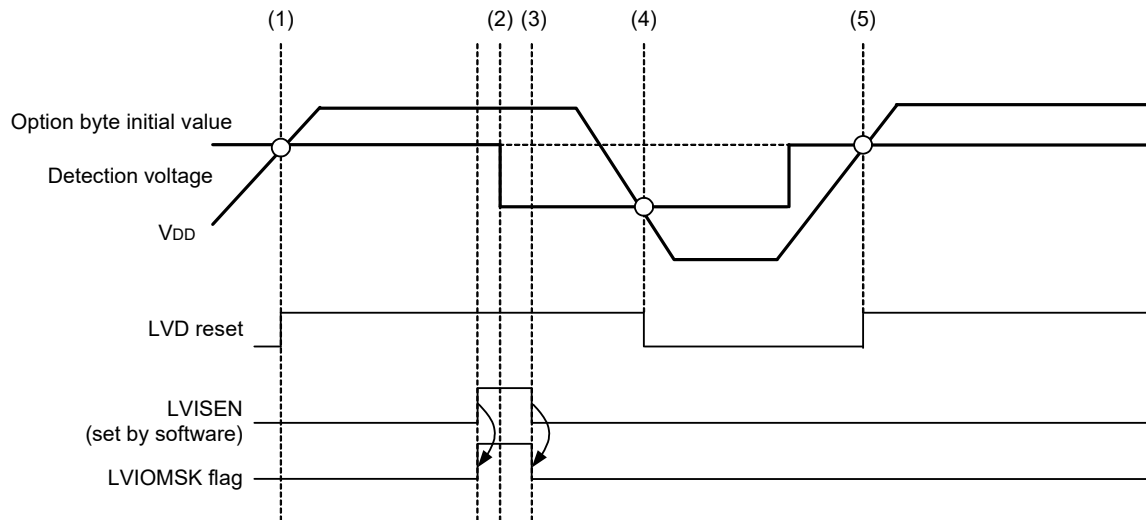 (1) (2) (3) (4) (5)
Option byte initial value
Detection voltage
VDD
LVD reset
LVISEN
(set by software)
LVIOMSK flag